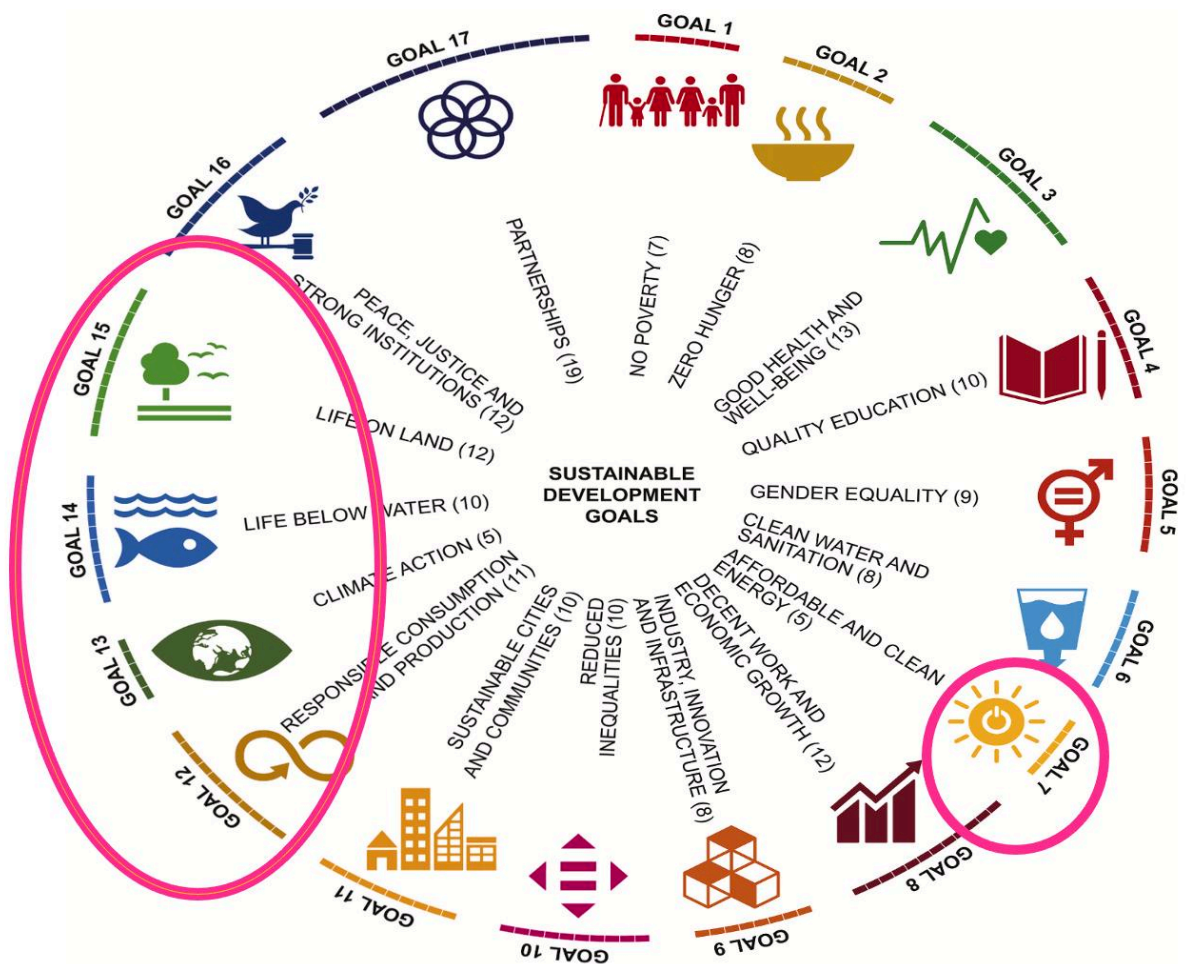 GOAL 1
GOAL 2
GOAL 3
GOAL 4
GOAL 5
GOAL 6
GOAL 7
GOAL 8
GOAL 9
GOAL 10
GOAL 11
GOAL 12
GOAL 13
GOAL 14
GOAL 15
GOAL 16
GOAL 17
SUSTAINABLE
DEVELOPMENT
GOALS
NO POVERTY (7)
ZERO HUNGER (8)
GOOD HEALTH AND
WELL-BEING (13)
QUALITY EDUCATION (10)
GENDER EQUALITY (9)
CLEAN WATER AND
SANITATION (8)
AFFORDABLE AND CLEAN
ENERGY (5)
DECENT WORK AND
ECONOMIC GROWTH (12)
INDUSTRY, INNOVATION
AND INFRASTRUCTURE (8)
REDUCED
INEQUALITIES (10)
SUSTAINABLE CITIES
AND COMMUNITIES (10)
RESPONSIBLE CONSUMPTION
AND PRODUCTION (11)
CLIMATE ACTION (5)
LIFE BELOW WATER (10)
LIFE ON LAND (12)
PEACE, JUSTICE AND
STRONG INSTITUTIONS (12)
PARTNERSHIPS (19)